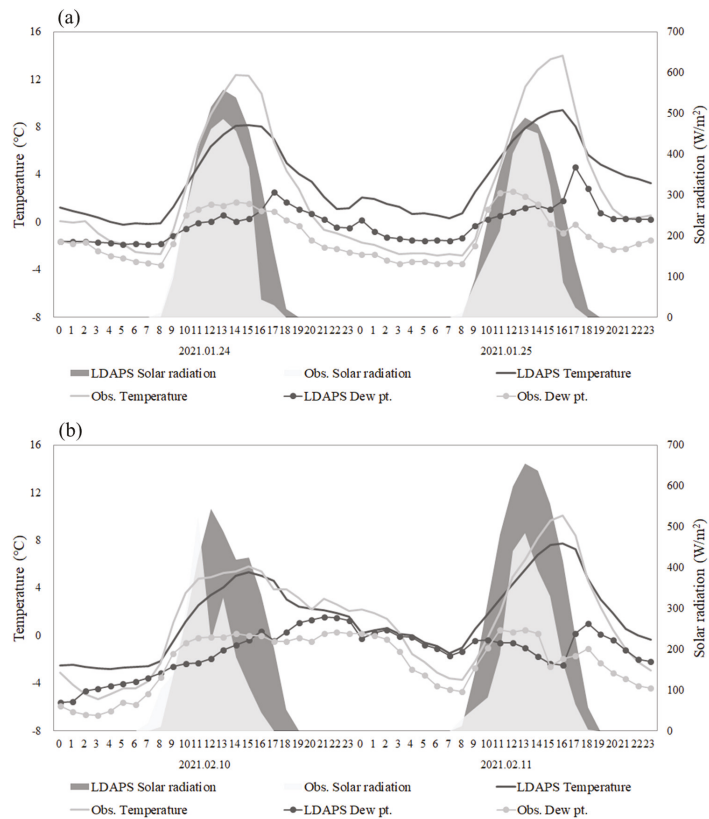 (a)
16
12
8
4
0
-4
-8
Temperature (°C)
700
600
500
400
300
200
100
0
Solar radiation (W/m²)
0 1 2 3 4 5 6 7 8 9 10 11 12 13 14 15 16 17 18 19 20 21 22 23 0 1 2 3 4 5 6 7 8 9 10 11 12 13 14 15 16 17 18 19 20 21 22 23
2021.01.24 2021.01.25
LDAPS Solar radiation Obs. Solar radiation LDAPS Temperature
Obs. Temperature LDAPS Dew pt. Obs. Dew pt.
(b)
16
12
8
4
0
-4
-8
Temperature (°C)
700
600
500
400
300
200
100
0
Solar radiation (W/m²)
0 1 2 3 4 5 6 7 8 9 10 11 12 13 14 15 16 17 18 19 20 21 22 23 0 1 2 3 4 5 6 7 8 9 10 11 12 13 14 15 16 17 18 19 20 21 22 23
2021.02.10 2021.02.11
LDAPS Solar radiation Obs. Solar radiation LDAPS Temperature
Obs. Temperature LDAPS Dew pt. Obs. Dew pt.